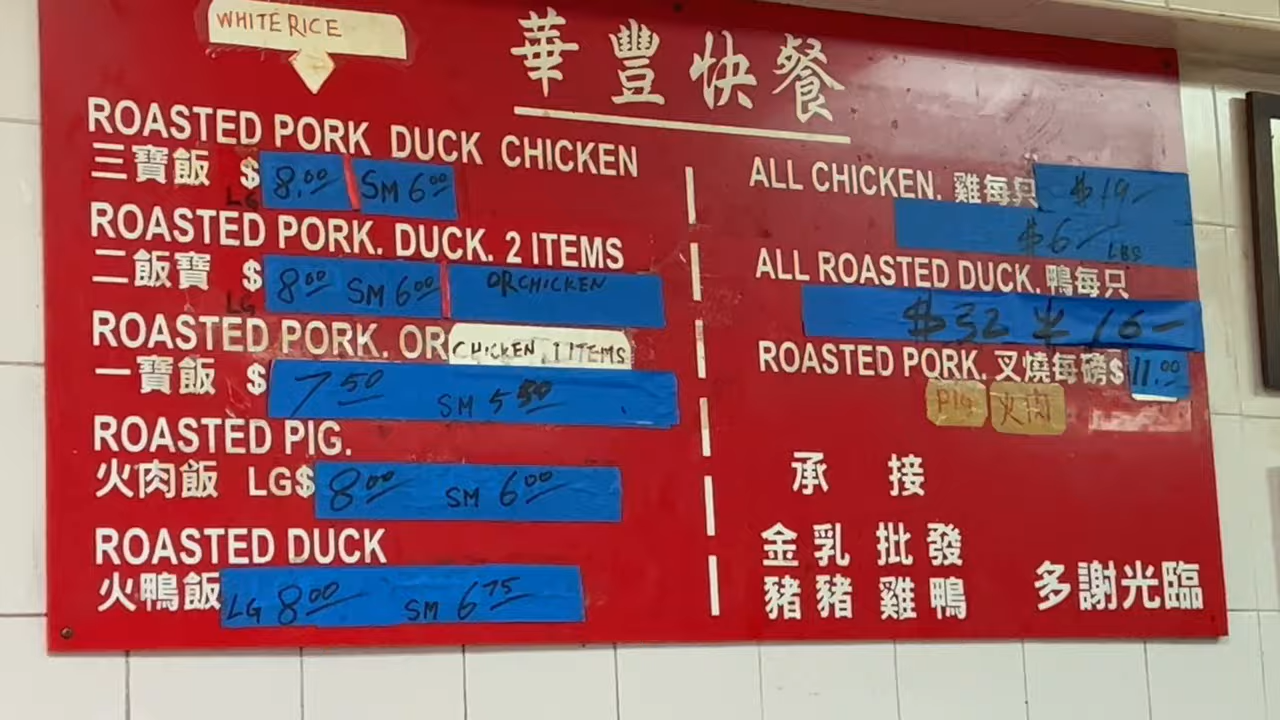 WHITE RICE
華豐快餐
ROASTED PORK DUCK CHICKEN
三寶飯 $ 8.00 SM 6.00
LG
ROASTED PORK. DUCK. 2 ITEMS
二飯寶 $ 8.00 SM 6.00 OR CHICKEN
LG
ROASTED PORK. OR CHICKEN. 1 ITEMS
一寶飯 $ 7.50 SM 5.50
ROASTED PIG.
火肉飯 LG$ 8.00 SM 6.00
ROASTED DUCK
火鴨飯 LG 8.00 SM 6.75
ALL CHICKEN. 雞每只 $19-
$6- LBS
ALL ROASTED DUCK. 鴨每只
$32 半 16-
ROASTED PORK. 叉燒每磅$ 11.00
PIG 火肉
承接
金乳批發
豬豬雞鴨
多謝光臨